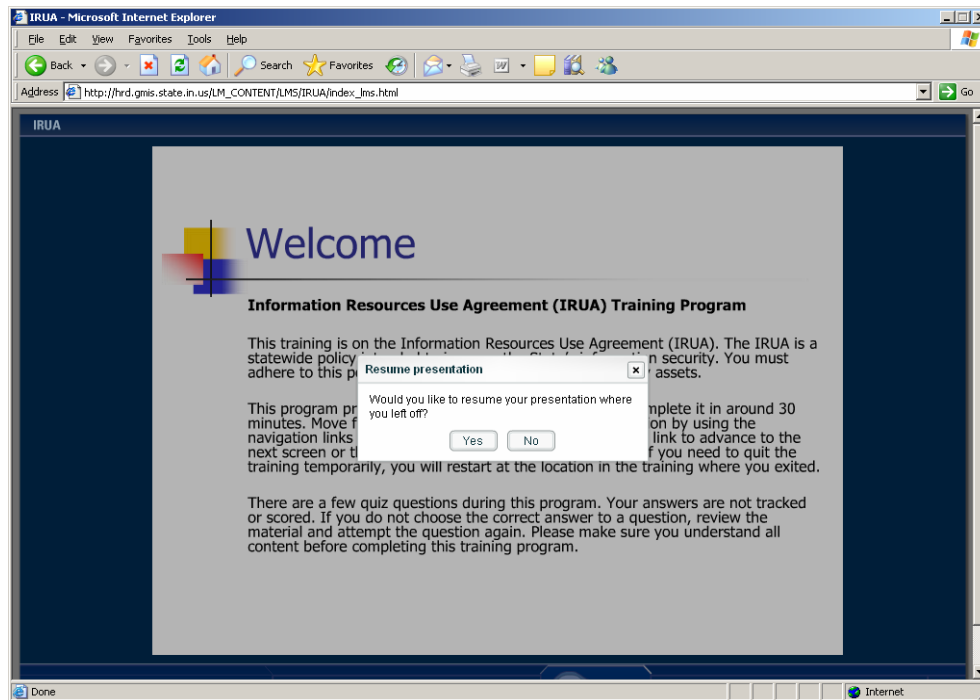 IRUA - Microsoft Internet Explorer
File Edit View Favorites Tools Help
Back Search Favorites
Address http://hrd.gmis.state.in.us/LM_CONTENT/LMS/IRUA/index_lms.html Go
IRUA
Welcome
Information Resources Use Agreement (IRUA) Training Program
This training is on the Information Resources Use Agreement (IRUA). The IRUA is a
statewide policy information security. You must
adhere to this assets.
Resume presentation
Would you like to resume your presentation where
you left off?
Yes No
This program complete it in around 30
minutes. Move by using the
navigation links link to advance to the
next screen or if you need to quit the
training temporarily, you will restart at the location in the training where you exited.
There are a few quiz questions during this program. Your answers are not tracked
or scored. If you do not choose the correct answer to a question, review the
material and attempt the question again. Please make sure you understand all
content before completing this training program.
Done Internet